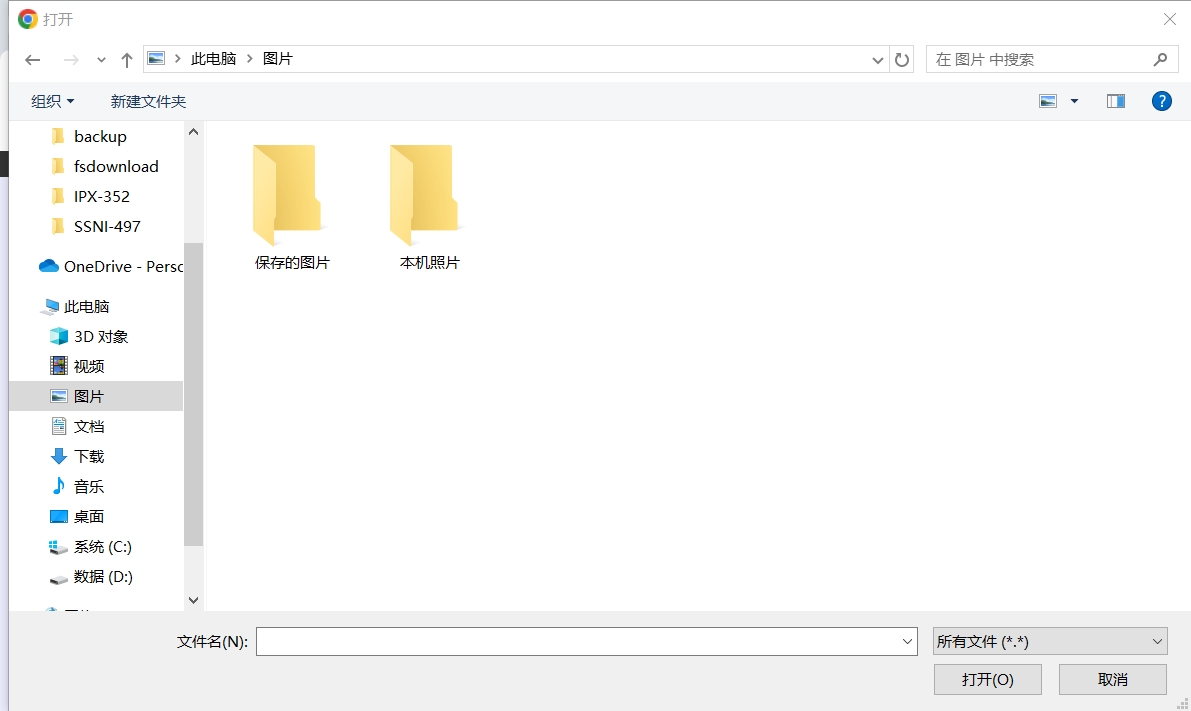 打开
此电脑 图片
在 图片 中搜索
组织 新建文件夹
backup
fsdownload
IPX-352
SSNI-497
OneDrive - Perso
此电脑
3D 对象
视频
图片
文档
下载
音乐
桌面
系统 (C:)
数据 (D:)
保存的图片
本机照片
文件名(N):
所有文件 (*.*)
打开(O)
取消